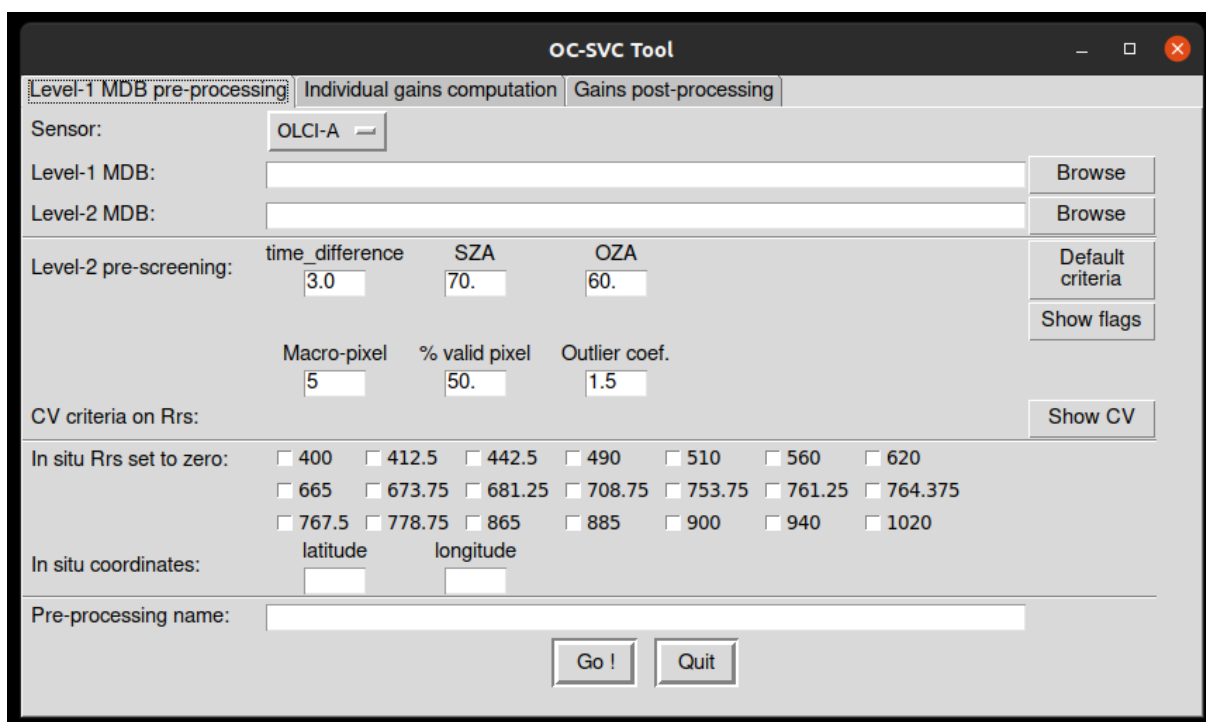 OC-SVC Tool
Level-1 MDB pre-processing Individual gains computation Gains post-processing
Sensor: OLCI-A
Level-1 MDB: Browse
Level-2 MDB: Browse
time_difference SZA OZA
Level-2 pre-screening: 3.0 70. 60. Default criteria
Show flags
Macro-pixel % valid pixel Outlier coef.
5 50. 1.5
CV criteria on Rrs: Show CV
In situ Rrs set to zero: 400 412.5 442.5 490 510 560 620
665 673.75 681.25 708.75 753.75 761.25 764.375
767.5 778.75 865 885 900 940 1020
latitude longitude
In situ coordinates:
Pre-processing name:
Go ! Quit